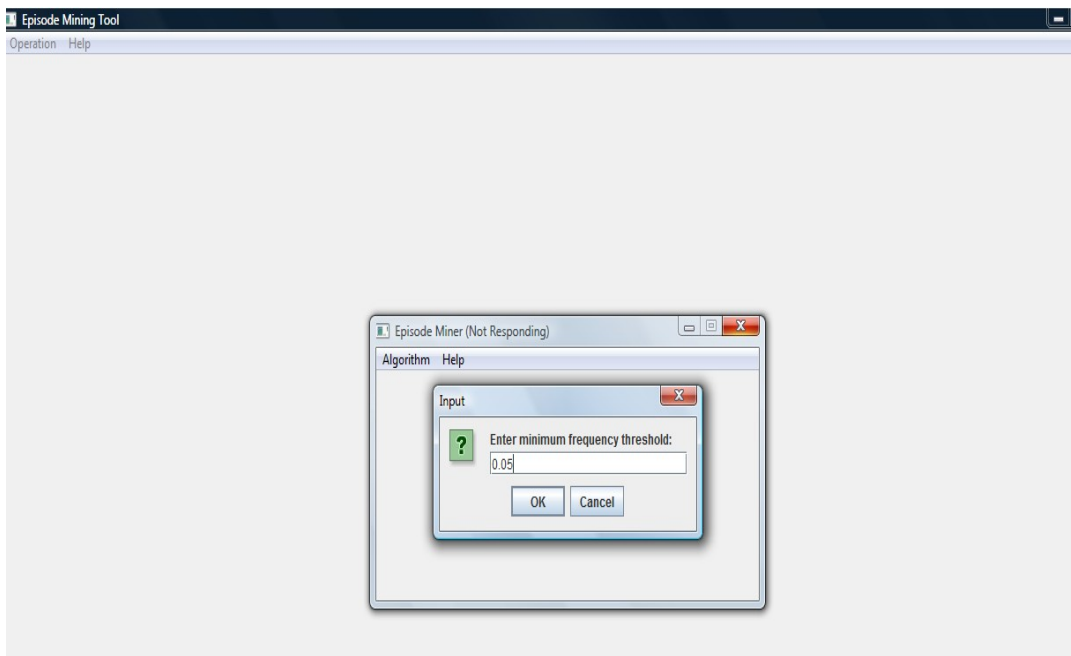 Episode Mining Tool
Operation Help
Episode Miner (Not Responding)
Algorithm Help
Input
Enter minimum frequency threshold:
0.05
OK Cancel